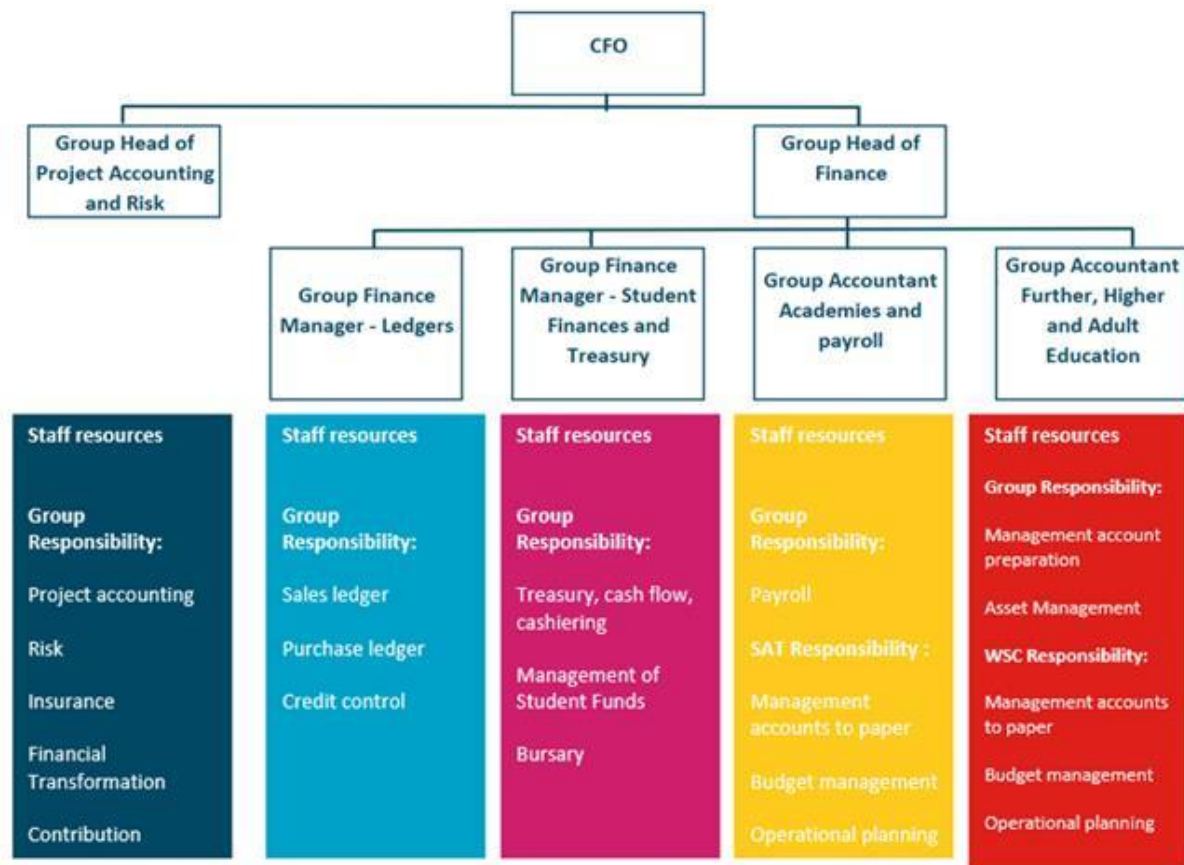 CFO
Group Head of
Project Accounting
and Risk
Group Head of
Finance
Group Finance
Manager - Ledgers
Group Finance
Manager - Student
Finances and
Treasury
Group Accountant
Academies and
payroll
Group Accountant
Further, Higher
and Adult
Education
Staff resources
Group
Responsibility:
Project accounting
Risk
Insurance
Financial
Transformation
Contribution
Staff resources
Group
Responsibility:
Sales ledger
Purchase ledger
Credit control
Staff resources
Group
Responsibility:
Treasury, cash flow,
cashiering
Management of
Student Funds
Bursary
Staff resources
Group
Responsibility:
Payroll
SAT Responsibility :
Management
accounts to paper
Budget management
Operational planning
Staff resources
Group Responsibility:
Management account
preparation
Asset Management
WSC Responsibility:
Management accounts
to paper
Budget management
Operational planning